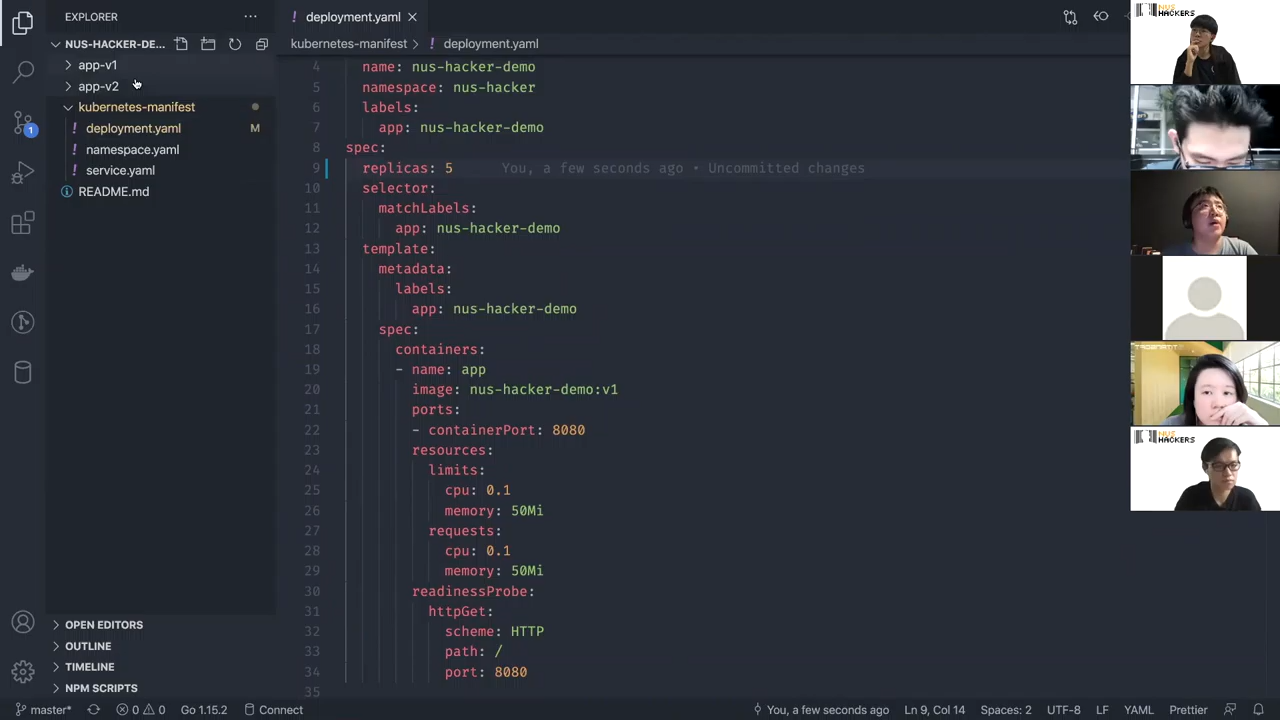 EXPLORER
NUS-HACKER-DE...
app-v1
app-v2
kubernetes-manifest
deployment.yaml M
namespace.yaml
service.yaml
README.md
1
OPEN EDITORS
OUTLINE
TIMELINE
NPM SCRIPTS
! deployment.yaml
kubernetes-manifest > ! deployment.yaml
4 name: nus-hacker-demo
5 namespace: nus-hacker
6 labels:
7 app: nus-hacker-demo
8 spec:
9 replicas: 5 You, a few seconds ago • Uncommitted changes
10 selector:
11 matchLabels:
12 app: nus-hacker-demo
13 template:
14 metadata:
15 labels:
16 app: nus-hacker-demo
17 spec:
18 containers:
19 - name: app
20 image: nus-hacker-demo:v1
21 ports:
22 - containerPort: 8080
23 resources:
24 limits:
25 cpu: 0.1
26 memory: 50Mi
27 requests:
28 cpu: 0.1
29 memory: 50Mi
30 readinessProbe:
31 httpGet:
32 scheme: HTTP
33 path: /
34 port: 8080
35
NUS
HACKERS
NUS
HACKERS
master* 0 0 Go 1.15.2 Connect You, a few seconds ago Ln 9, Col 14 Spaces: 2 UTF-8 LF YAML Prettier